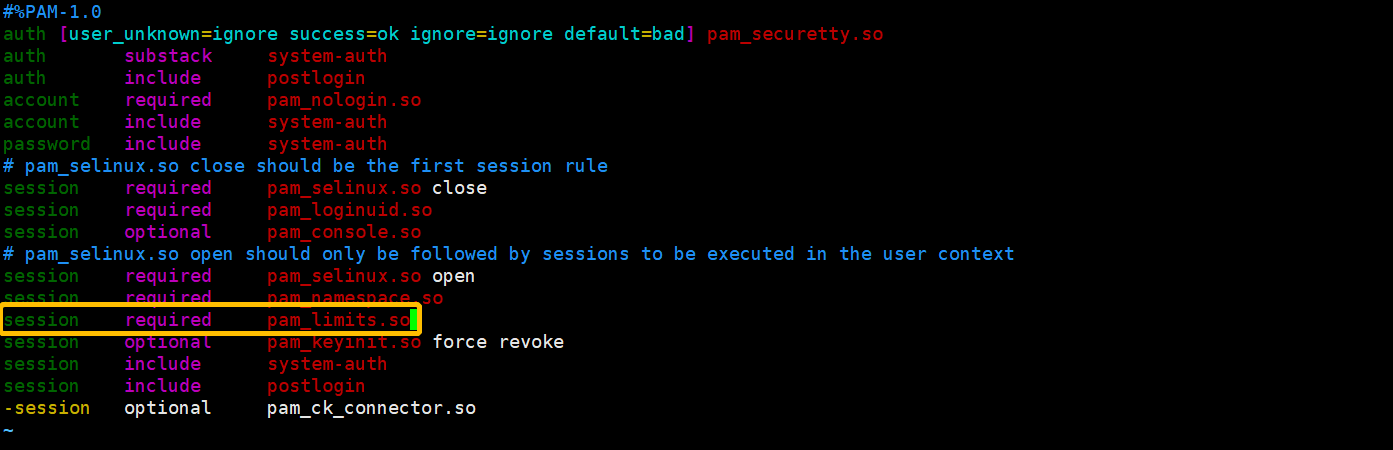 #%PAM-1.0
auth [user_unknown=ignore success=ok ignore=ignore default=bad] pam_securetty.so
auth       substack     system-auth
auth       include      postlogin
account    required     pam_nologin.so
account    include      system-auth
password   include      system-auth
# pam_selinux.so close should be the first session rule
session    required     pam_selinux.so close
session    required     pam_loginuid.so
session    optional     pam_console.so
# pam_selinux.so open should only be followed by sessions to be executed in the user context
session    required     pam_selinux.so open
session    required     pam_namespace.so
session    required     pam_limits.so
session    optional     pam_keyinit.so force revoke
session    include      system-auth
session    include      postlogin
-session   optional     pam_ck_connector.so
~